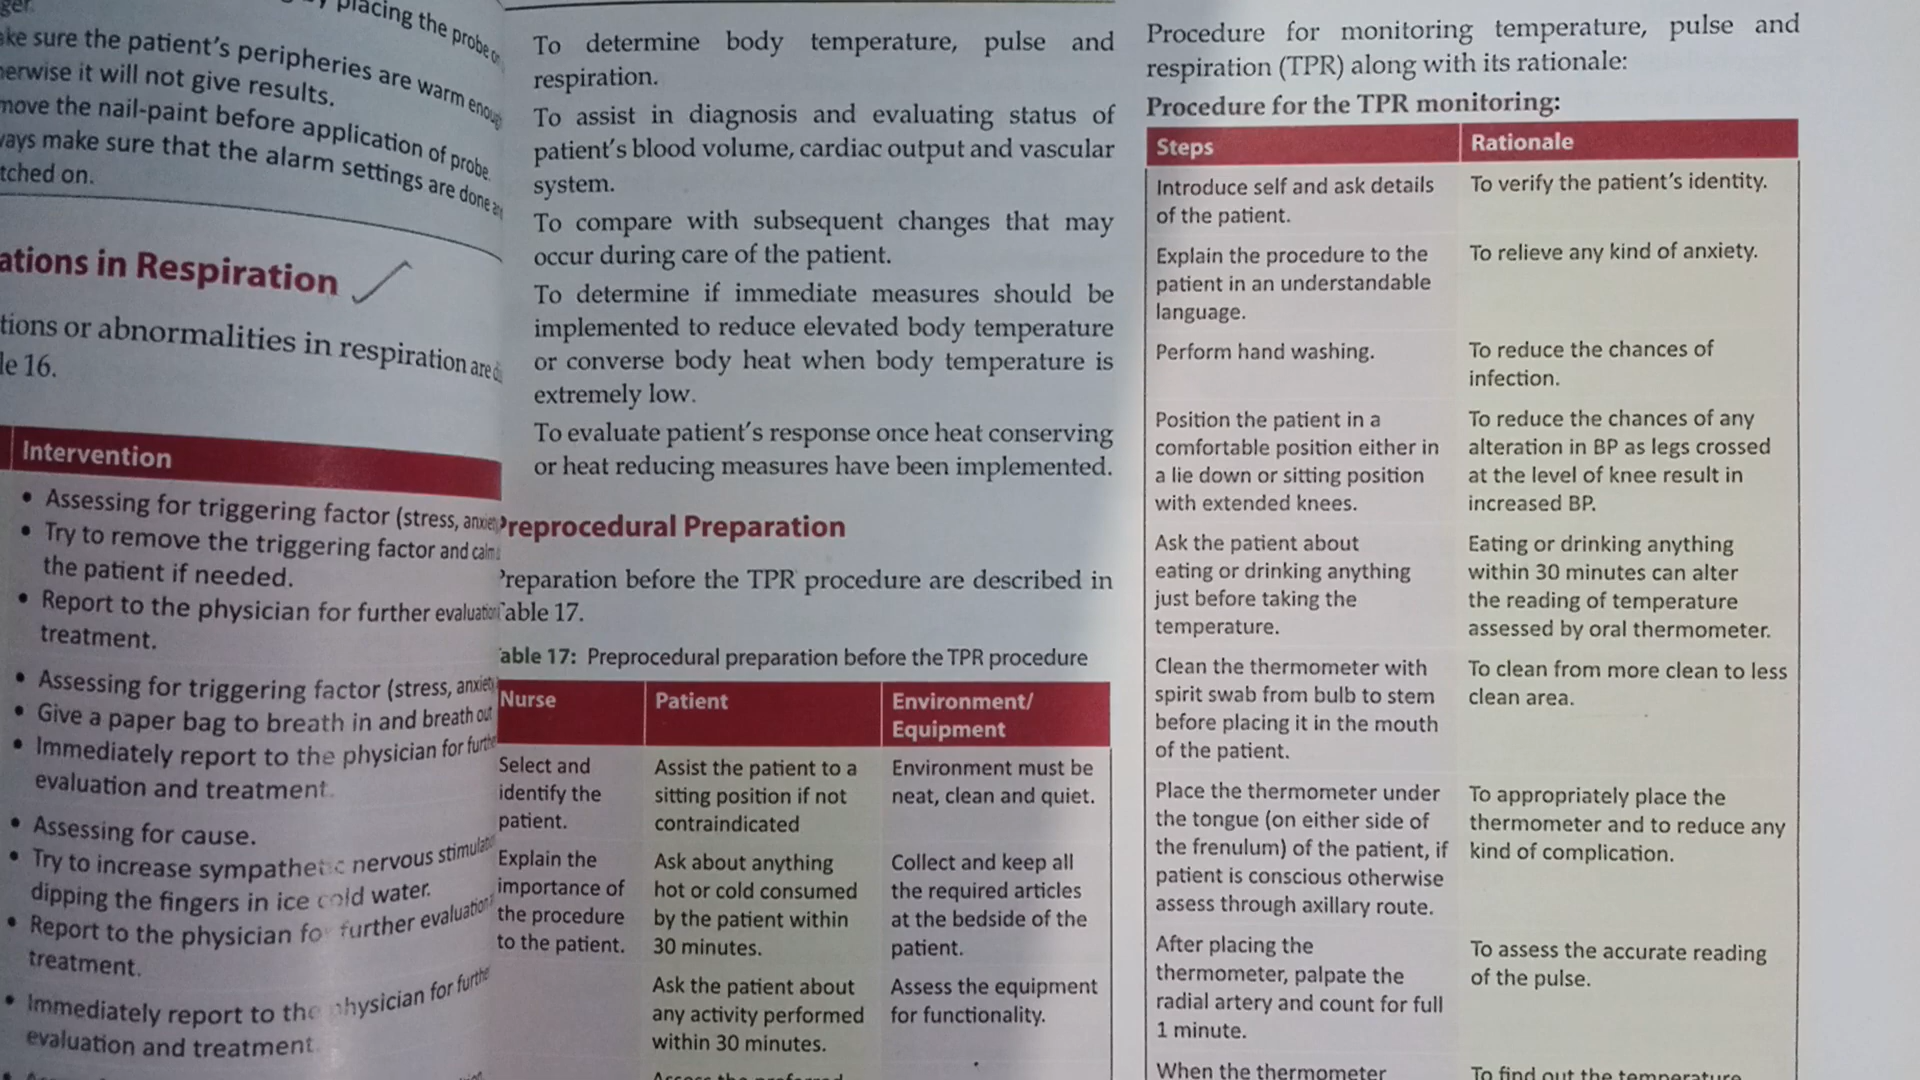 placing the probe
ke sure the patient's peripheries are warm enough
erwise it will not give results.
move the nail-paint before application of probe.
ways make sure that the alarm settings are done
tched on.
ations in Respiration
tions or abnormalities in respiration are
le 16.
Intervention
• Assessing for triggering factor (stress,
• Try to remove the triggering factor and calm
the patient if needed.
• Report to the physician for further evaluation
treatment.
• Assessing for triggering factor (stress,
• Give a paper bag to breath in and breath out
• Immediately report to the physician for
evaluation and treatment.
• Assessing for cause.
• Try to increase sympathetic nervous
dipping the fingers in ice cold water.
• Report to the physician for further evaluation
treatment.
• Immediately report to the physician for
evaluation and treatment.
To determine body temperature, pulse and
respiration.
To assist in diagnosis and evaluating status of
patient's blood volume, cardiac output and vascular
system.
To compare with subsequent changes that may
occur during care of the patient.
To determine if immediate measures should be
implemented to reduce elevated body temperature
or converse body heat when body temperature is
extremely low.
To evaluate patient's response once heat conserving
or heat reducing measures have been implemented.
Preprocedural Preparation
Preparation before the TPR procedure are described in
Table 17.
able 17: Preprocedural preparation before the TPR procedure
Nurse
Select and
identify the
patient.
Explain the
importance of
the procedure
to the patient.
Patient
Assist the patient to a
sitting position if not
contraindicated
Ask about anything
hot or cold consumed
by the patient within
30 minutes.
Ask the patient about
any activity performed
within 30 minutes.
Environment/
Equipment
Environment must be
neat, clean and quiet.
Collect and keep all
the required articles
at the bedside of the
patient.
Assess the equipment
for functionality.
Procedure for monitoring temperature, pulse and
respiration (TPR) along with its rationale:
Procedure for the TPR monitoring:
Steps
Rationale
Introduce self and ask details
of the patient.
To verify the patient's identity.
Explain the procedure to the
patient in an understandable
language.
To relieve any kind of anxiety.
Perform hand washing.
To reduce the chances of
infection.
Position the patient in a
comfortable position either in
a lie down or sitting position
with extended knees.
To reduce the chances of any
alteration in BP as legs crossed
at the level of knee result in
increased BP.
Ask the patient about
eating or drinking anything
just before taking the
temperature.
Eating or drinking anything
within 30 minutes can alter
the reading of temperature
assessed by oral thermometer.
Clean the thermometer with
spirit swab from bulb to stem
before placing it in the mouth
of the patient.
To clean from more clean to less
clean area.
Place the thermometer under
the tongue (on either side of
the frenulum) of the patient, if
patient is conscious otherwise
assess through axillary route.
To appropriately place the
thermometer and to reduce any
kind of complication.
After placing the
thermometer, palpate the
radial artery and count for full
1 minute.
To assess the accurate reading
of the pulse.
When the thermometer
To find out the temperature